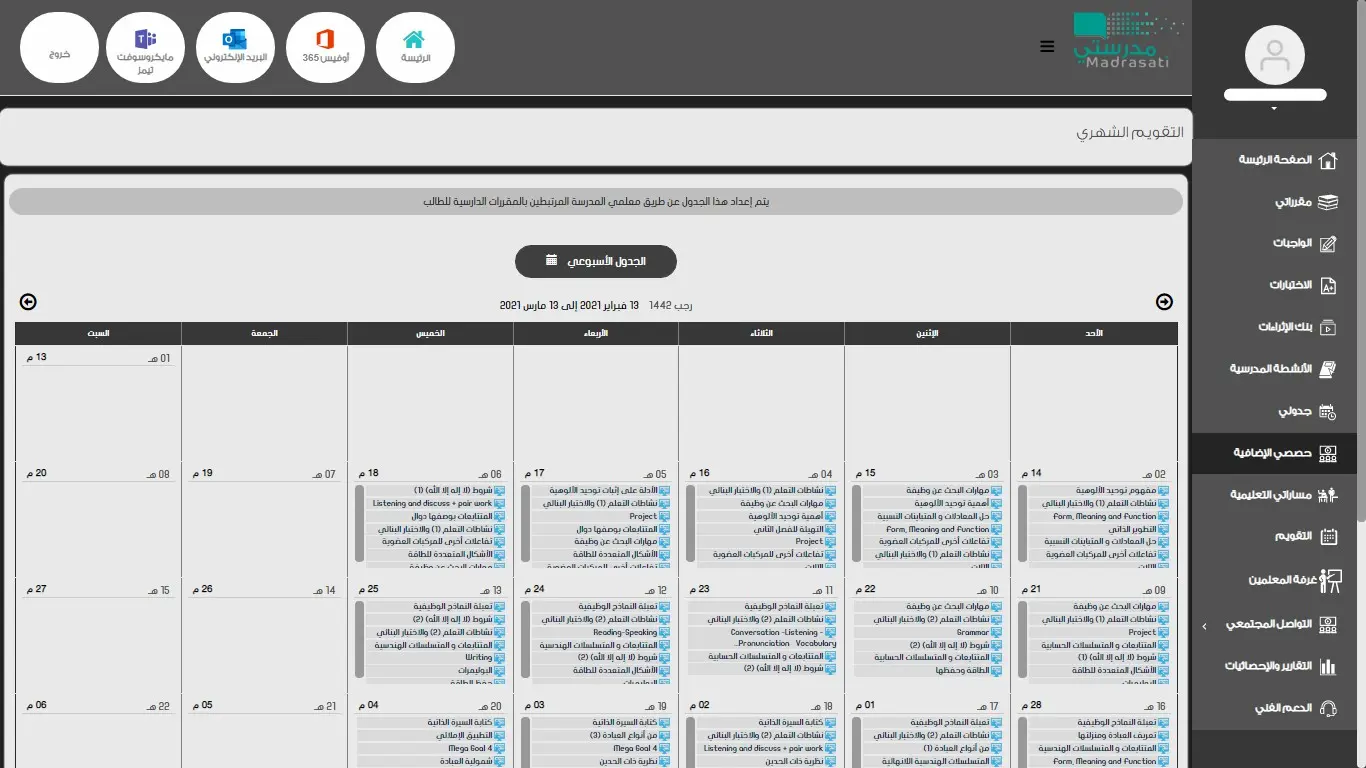 الرئيسة
أوفيس 365
البريد الإلكتروني
مايكروسوفت تيمز
خروج
مدرستي
Madrasati
الصفحة الرئيسة
مقرراتي
الواجبات
الاختبارات
بنك الإثراءات
الأنشطة المدرسية
جدولي
حصصي الإضافية
مساراتي التعليمية
التقويم
غرفة المعلمين
التواصل المجتمعي
التقارير والإحصائيات
الدعم الفني
التقويم الشهري
يتم إعداد هذا الجدول عن طريق معلمي المدرسة المرتبطين بالمقررات الدارسية للطالب
الجدول الأسبوعي
رجب 1442 13 فبراير 2021 إلى 13 مارس 2021
الأحد الإثنين الثلاثاء الأربعاء الخميس الجمعة السبت
01 هـ 13 م
02 هـ 14 م
مفهوم توحيد الألوهية
نشاطات التعلم (1) والاختبار البنائي
Form, Meaning and Function
التطوير الذاتي
حل المعادلات و المتباينات النسبية
تفاعلات أخرى للمركبات العضوية
03 هـ 15 م
مهارات البحث عن وظيفة
أهمية توحيد الألوهية
حل المعادلات و المتباينات النسبية
Form, Meaning and Function
تفاعلات أخرى للمركبات العضوية
نشاطات التعلم (1) والاختبار البنائي
04 هـ 16 م
نشاطات التعلم (1) والاختبار البنائي
مهارات البحث عن وظيفة
أهمية توحيد الألوهية
التهيئة للفصل الثاني
Project
تفاعلات أخرى للمركبات العضوية
05 هـ 17 م
الأدلة على إثبات توحيد الألوهية
نشاطات التعلم (1) والاختبار البنائي
Project
المتتابعات بوصفها دوال
مهارات البحث عن وظيفة
الأشكال المتعددة للطاقة
تفاعلات أخرى للمركبات العضوية
06 هـ 18 م
شروط (لا إله إلا الله) (1)
Listening and discuss + pair work
المتتابعات بوصفها دوال
نشاطات التعلم (1) والاختبار البنائي
تفاعلات أخرى للمركبات العضوية
الأشكال المتعددة للطاقة
مهارات البحث عن وظيفة
07 هـ 19 م
08 هـ 20 م
09 هـ 21 م
مهارات البحث عن وظيفة
نشاطات التعلم (1) والاختبار البنائي
Project
المتتابعات و المتسلسلات الحسابية
شروط (لا إله إلا الله) (1)
الأشكال المتعددة للطاقة
البوليمرات
10 هـ 22 م
مهارات البحث عن وظيفة
نشاطات التعلم (2) والاختبار البنائي
Grammar
شروط (لا إله إلا الله) (2)
المتتابعات و المتسلسلات الحسابية
الطاقة وحفظها
11 هـ 23 م
تعبئة النماذج الوظيفية
نشاطات التعلم (2) والاختبار البنائي
Conversation -Listening -
Pronunciation- Vocabulary...
المتتابعات و المتسلسلات الحسابية
شروط (لا إله إلا الله) (2)
12 هـ 24 م
تعبئة النماذج الوظيفية
نشاطات التعلم (2) والاختبار البنائي
Reading-Speaking
المتتابعات و المتسلسلات الهندسية
شروط (لا إله إلا الله) (2)
الأشكال المتعددة للطاقة
البوليمرات
13 هـ 25 م
تعبئة النماذج الوظيفية
شروط (لا إله إلا الله) (2)
نشاطات التعلم (2) والاختبار البنائي
المتتابعات و المتسلسلات الهندسية
Writing
البوليمرات
حفظ الطاقة
14 هـ 26 م
15 هـ 27 م
16 هـ 28 م
تعبئة النماذج الوظيفية
تعريف العبادة ومنزلتها
المتتابعات و المتسلسلات الهندسية
Form, Meaning and Function
17 هـ 01 م
تعبئة النماذج الوظيفية
نشاطات التعلم (2) والاختبار البنائي
من أنواع العبادة (1)
المتسلسلات الهندسية اللانهائية
18 هـ 02 م
كتابة السيرة الذاتية
نشاطات التعلم (2) والاختبار البنائي
Listening and discuss + pair work
نظرية ذات الحدين
19 هـ 03 م
كتابة السيرة الذاتية
من أنواع العبادة (3)
Mega Goal 4
نظرية ذات الحدين
20 هـ 04 م
كتابة السيرة الذاتية
التطبيق الإملائي
Mega Goal 4
شمولية العبادة
21 هـ 05 م
22 هـ 06 م